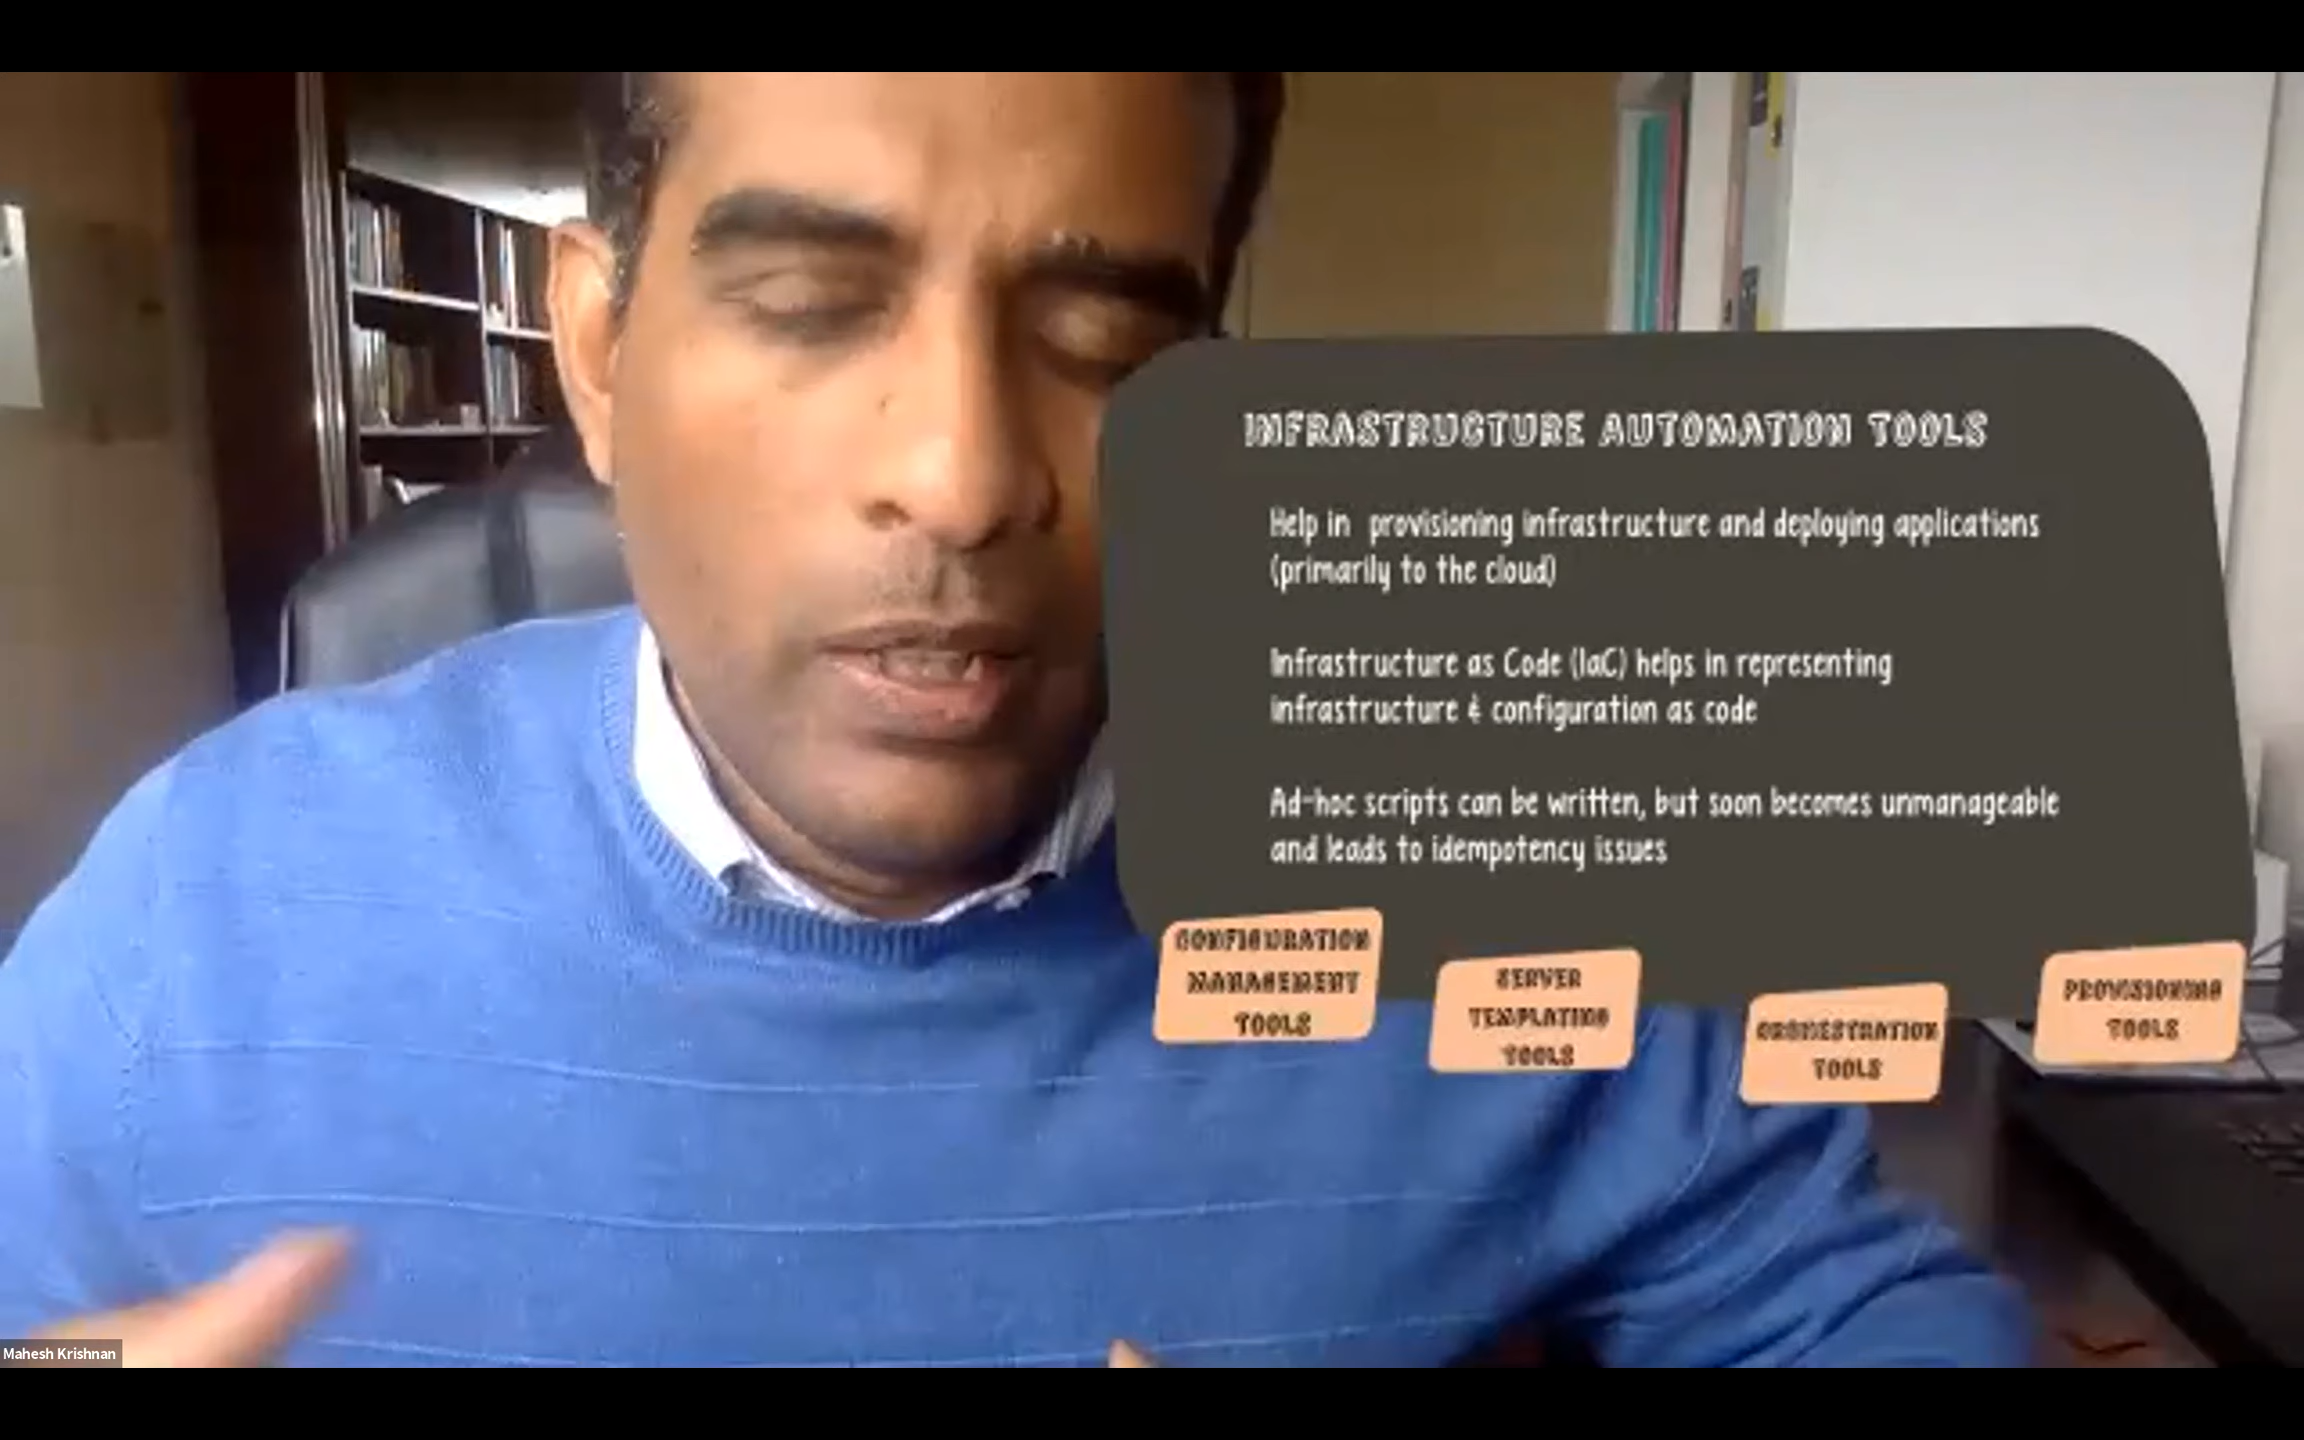 INFRASTRUCTURE AUTOMATION TOOLS
Help in provisioning infrastructure and deploying applications
(primarily to the cloud)
Infrastructure as Code (IaC) helps in representing
infrastructure & configuration as code
Ad-hoc scripts can be written, but soon becomes unmanageable
and leads to idempotency issues
CONFIGURATION
MANAGEMENT
TOOLS
SERVER
TEMPLATING
TOOLS
ORCHESTRATION
TOOLS
PROVISIONING
TOOLS
Mahesh Krishnan